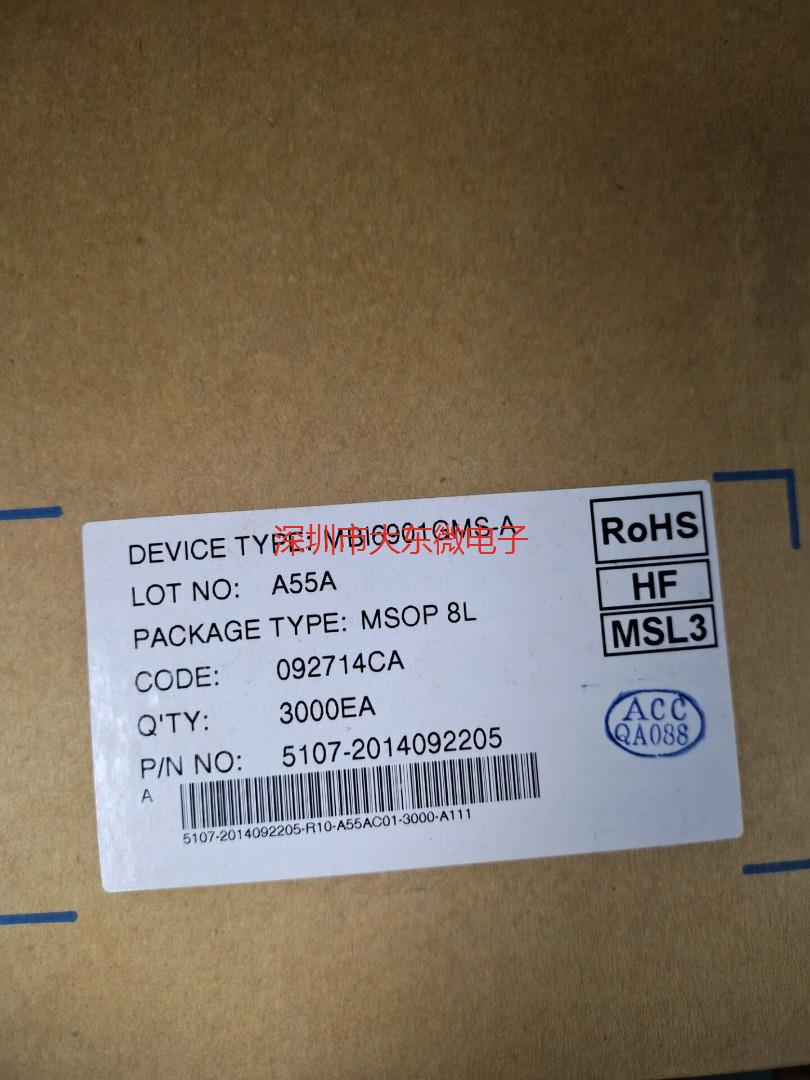 DEVICE TYPE: MBI6901QMS-A
深圳市大东微电子
LOT NO: A55A
PACKAGE TYPE: MSOP 8L
CODE: 092714CA
Q'TY: 3000EA
P/N NO: 5107-2014092205
A
5107-2014092205-R10-A55AC01-3000-A111
RoHS
HF
MSL3
ACC
QA088